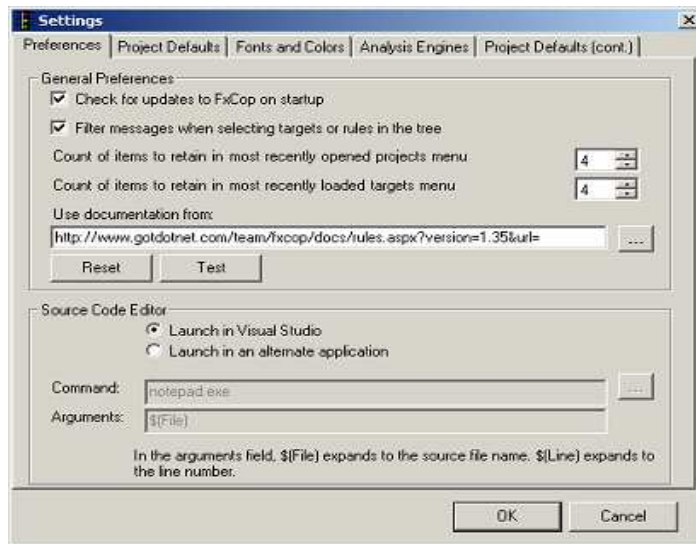 Settings
Preferences Project Defaults Fonts and Colors Analysis Engines Project Defaults (cont.)
General Preferences
Check for updates to FxCop on startup
Filter messages when selecting targets or rules in the tree
Count of items to retain in most recently opened projects menu 4
Count of items to retain in most recently loaded targets menu 4
Use documentation from:
http://www.gotdotnet.com/team/fxcop/docs/rules.aspx?version=1.35&url= ...
Reset Test
Source Code Editor
Launch in Visual Studio
Launch in an alternate application
Command: notepad.exe ...
Arguments: $(File)
In the arguments field, $(File) expands to the source file name. $(Line) expands to
the line number.
OK Cancel